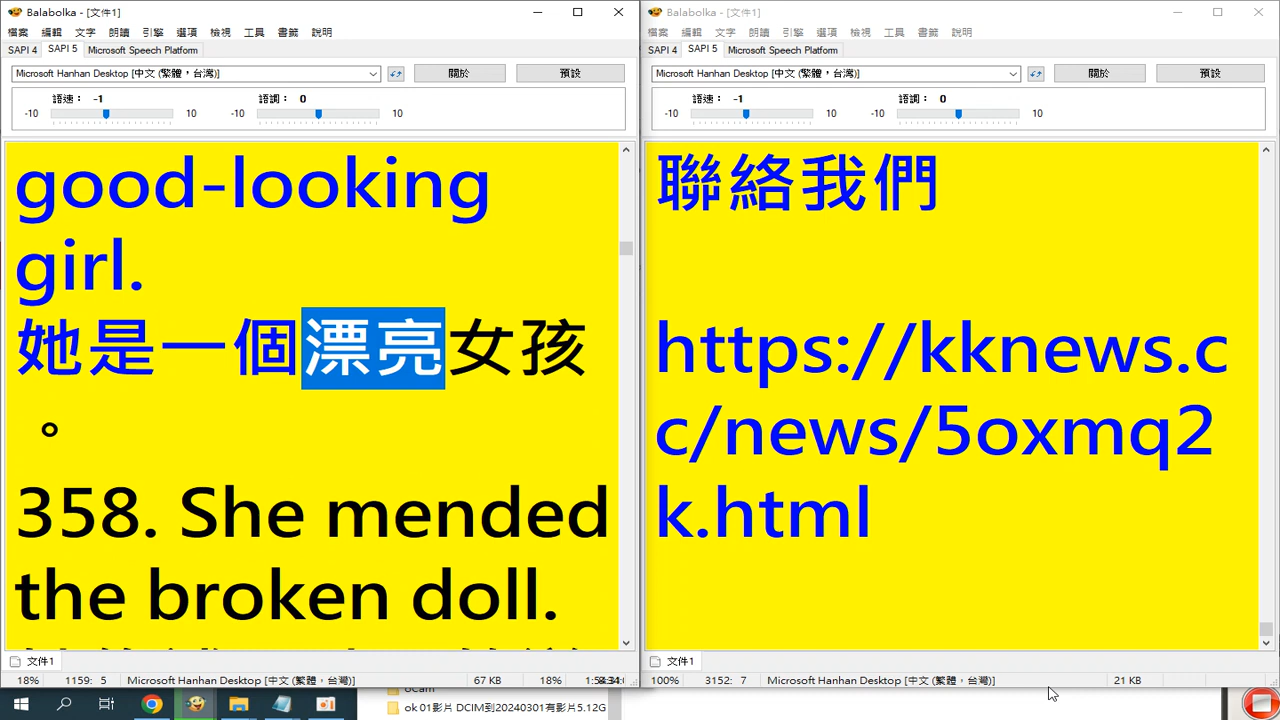 Balabolka - [文件1]
檔案 編輯 文字 朗讀 引擎 選項 檢視 工具 書籤 說明
SAPI 4 SAPI 5 Microsoft Speech Platform
Microsoft Hanhan Desktop [中文 (繁體，台灣)] 關於 預設
語速： -1 語調： 0
-10 10 -10 10
good-looking
girl.
她是一個漂亮女孩
。
358. She mended
the broken doll.
文件1
18% 1159: 5 Microsoft Hanhan Desktop [中文 (繁體，台灣)] 67 KB 18%
Balabolka - [文件1]
檔案 編輯 文字 朗讀 引擎 選項 檢視 工具 書籤 說明
SAPI 4 SAPI 5 Microsoft Speech Platform
Microsoft Hanhan Desktop [中文 (繁體，台灣)] 關於 預設
語速： -1 語調： 0
-10 10 -10 10
聯絡我們
https://kknews.c
c/news/5oxmq2
k.html
文件1
100% 3152: 7 Microsoft Hanhan Desktop [中文 (繁體，台灣)] 21 KB
oCam
ok 01影片 DCIM到20240301有影片5.12G